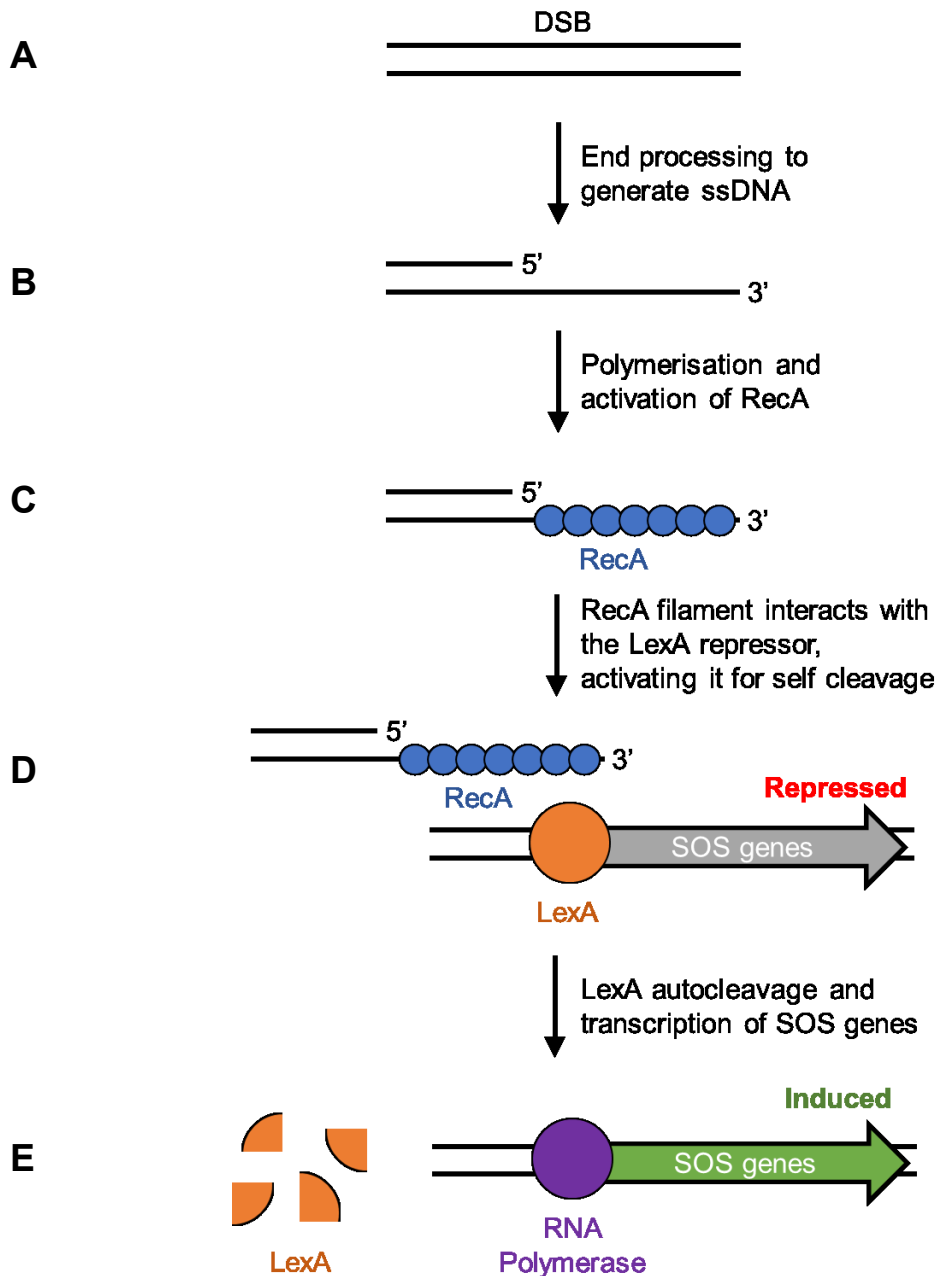 A
DSB
End processing to
generate ssDNA
B
5’
3’
Polymerisation and
activation of RecA
C
5’
3’
RecA
RecA filament interacts with
the LexA repressor,
activating it for self cleavage
D
5’
3’
RecA
Repressed
SOS genes
LexA
LexA autocleavage and
transcription of SOS genes
Induced
E
SOS genes
RNA
Polymerase
LexA